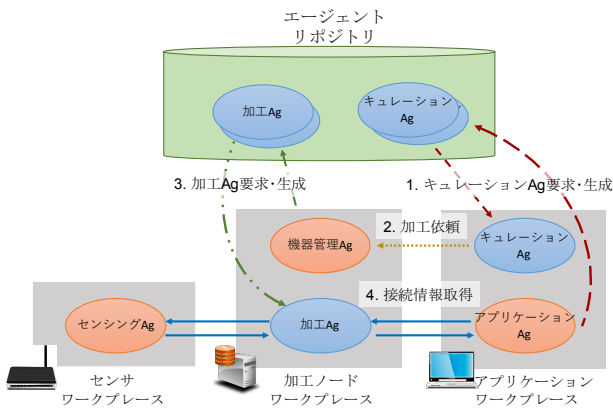 エージェント
リポジトリ
加工Ag
キュレーション
Ag
3. 加工Ag要求・生成
1. キュレーションAg要求・生成
2. 加工依頼
機器管理Ag
キュレーション
Ag
4. 接続情報取得
センシングAg
加工Ag
アプリケーション
Ag
センサ
ワークプレース
加工ノード
ワークプレース
アプリケーション
ワークプレース